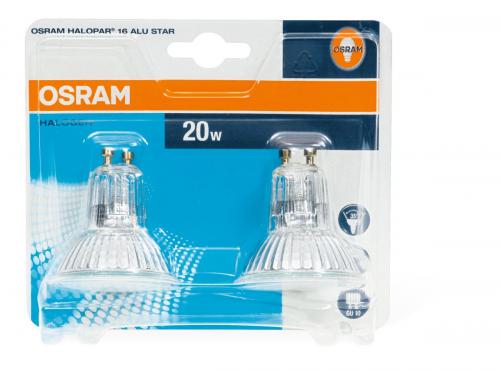 OSRAM HALOPAR® 16 ALU STAR
OSRAM
OSRAM
HALOGEN
20W
35°
GU 10